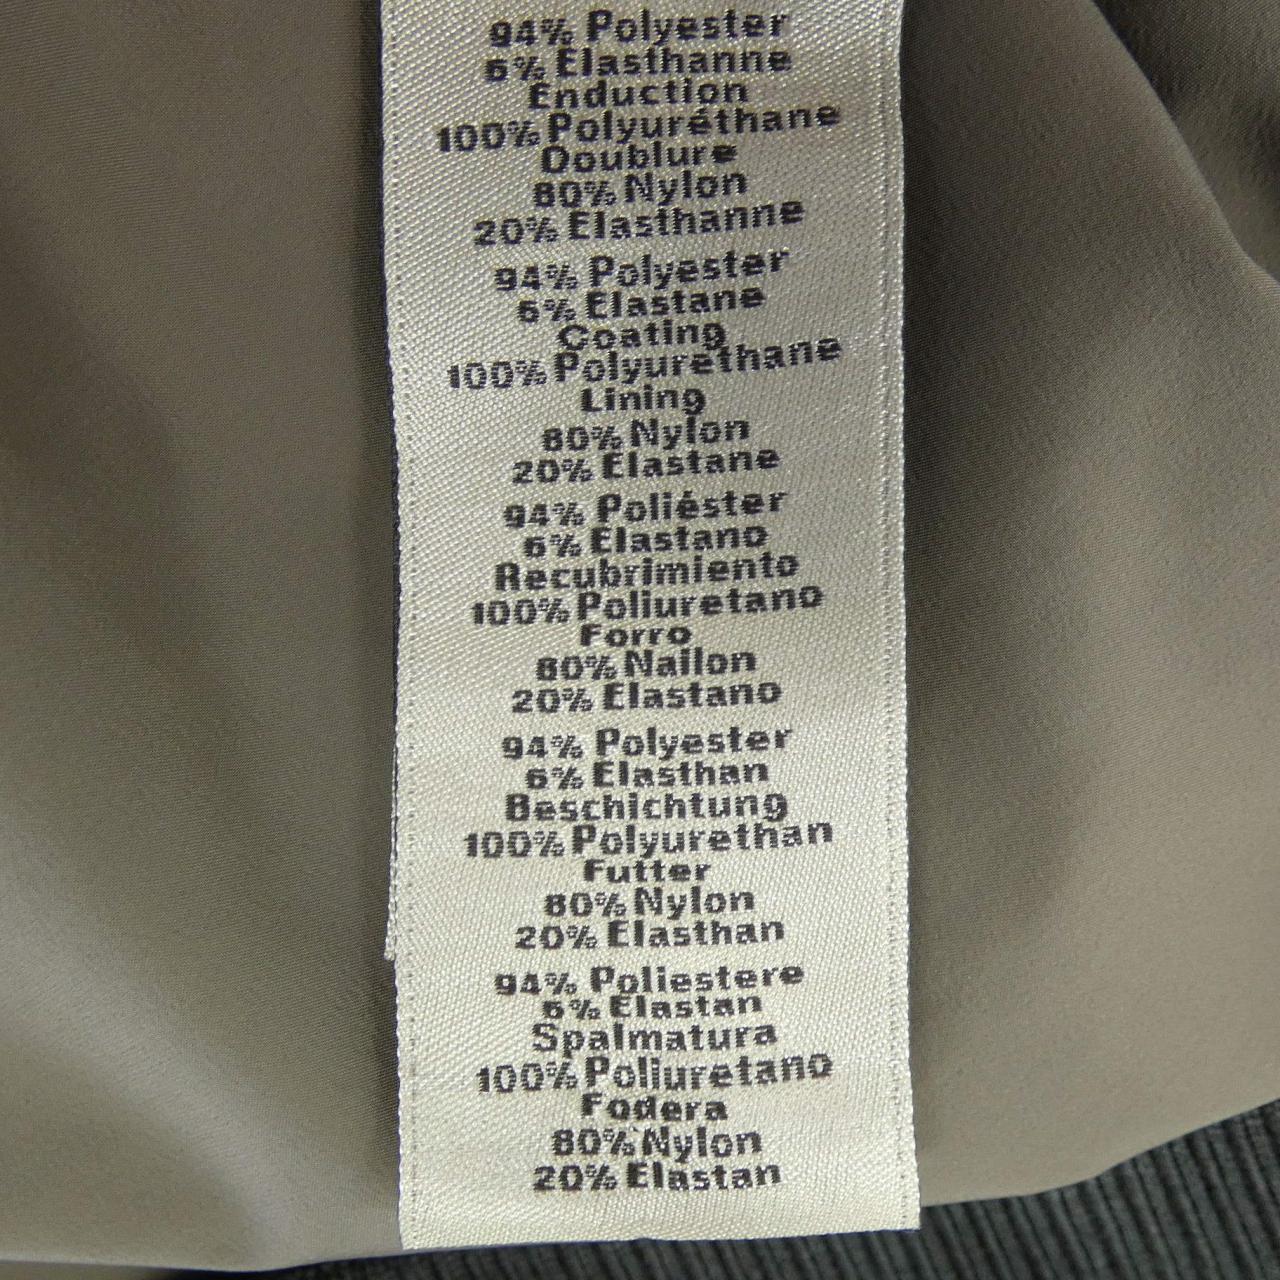 94% Polyester
6% Elasthanne
Enduction
100% Polyuréthane
Doublure
80% Nylon
20% Elasthanne
94% Polyester
6% Elastane
Coating
100% Polyurethane
Lining
80% Nylon
20% Elastane
94% Poliéster
6% Elastano
Recubrimiento
100% Poliuretano
Forro
80% Nailon
20% Elastano
94% Polyester
6% Elasthan
Beschichtung
100% Polyurethan
Futter
80% Nylon
20% Elasthan
94% Poliestere
6% Elastan
Spalmatura
100% Poliuretano
Fodera
80% Nylon
20% Elastan